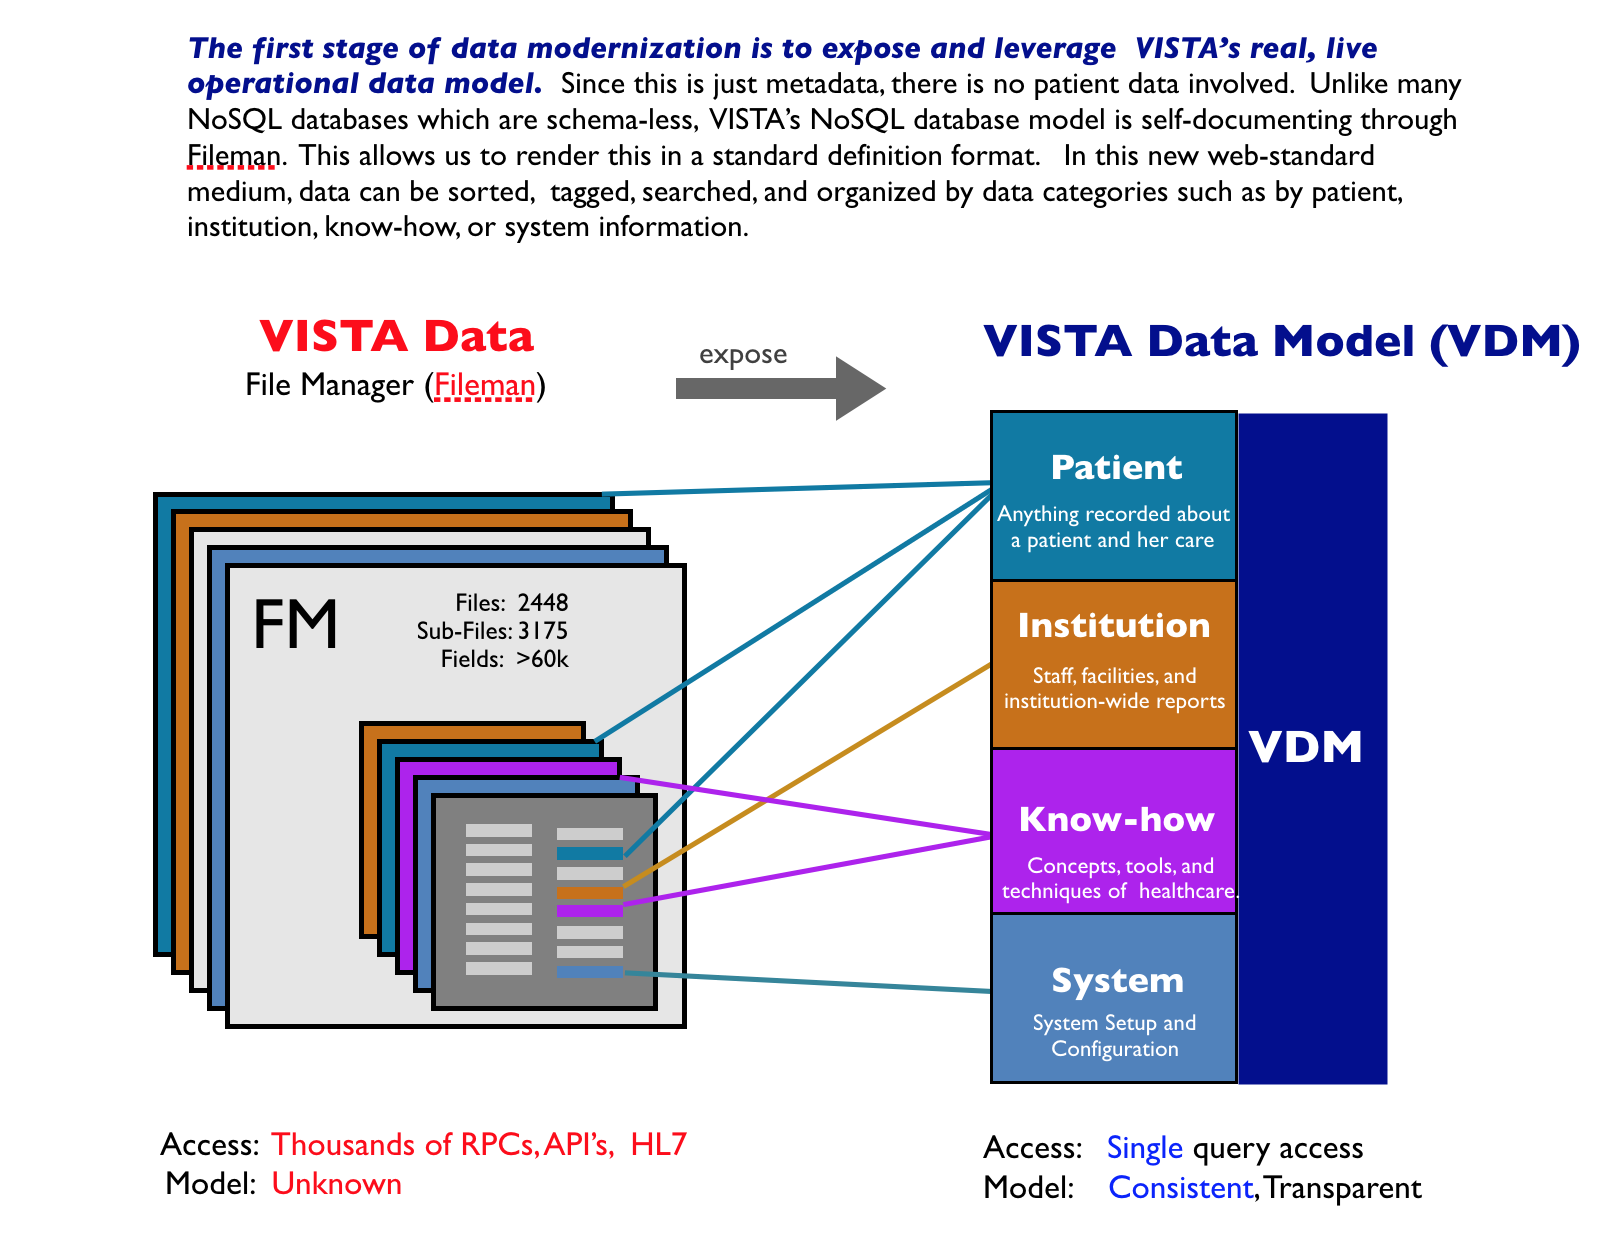 The first stage of data modernization is to expose and leverage VISTA’s real, live
operational data model. Since this is just metadata, there is no patient data involved. Unlike many
NoSQL databases which are schema-less, VISTA’s NoSQL database model is self-documenting through
Fileman. This allows us to render this in a standard definition format. In this new web-standard
medium, data can be sorted, tagged, searched, and organized by data categories such as by patient,
institution, know-how, or system information.
VISTA Data
File Manager (Fileman)
expose
VISTA Data Model (VDM)
FM
Files: 2448
Sub-Files: 3175
Fields: >60k
Patient
Anything recorded about
a patient and her care
Institution
Staff, facilities, and
institution-wide reports
Know-how
Concepts, tools, and
techniques of healthcare.
System
System Setup and
Configuration
VDM
Access: Thousands of RPCs, API’s, HL7
Model: Unknown
Access: Single query access
Model: Consistent, Transparent